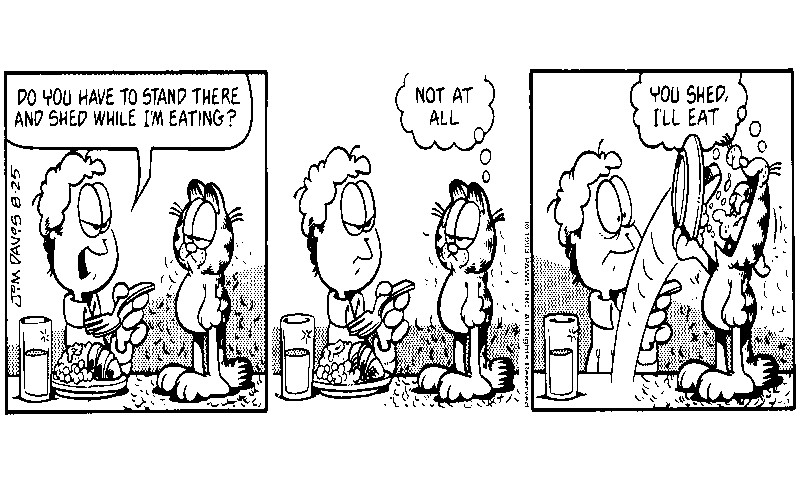 DO YOU HAVE TO STAND THERE
AND SHED WHILE I'M EATING?
JIM DAVIS 8-25
NOT AT
ALL
YOU SHED,
I'LL EAT